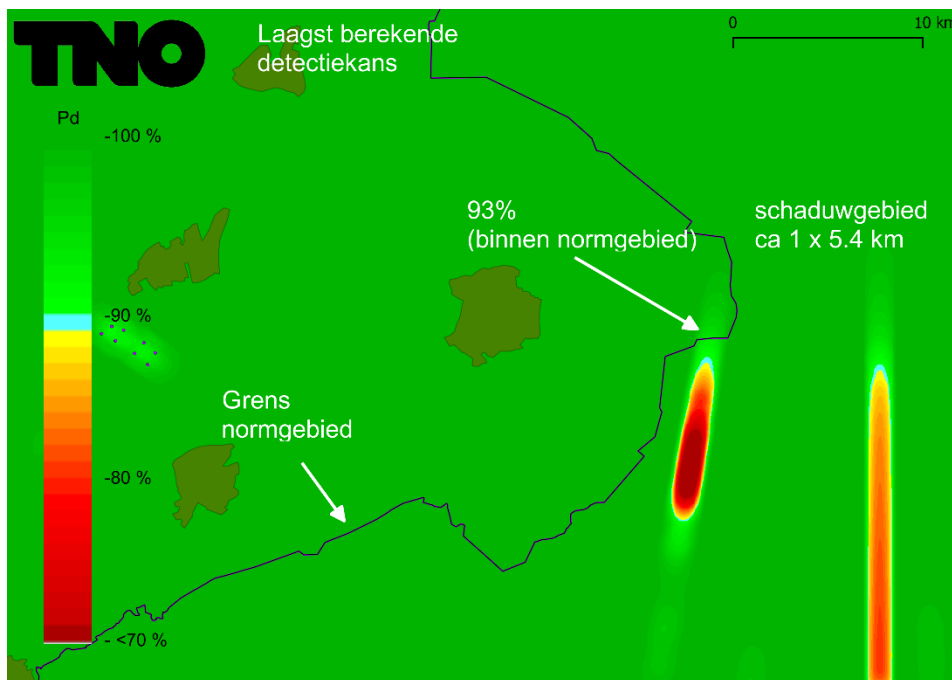 TNO
Laagst berekende
detectiekans
0
10 km
Pd
-100 %
93%
(binnen normgebied)
schaduwgebied
ca 1 x 5.4 km
-90 %
Grens
normgebied
-80 %
- <70 %